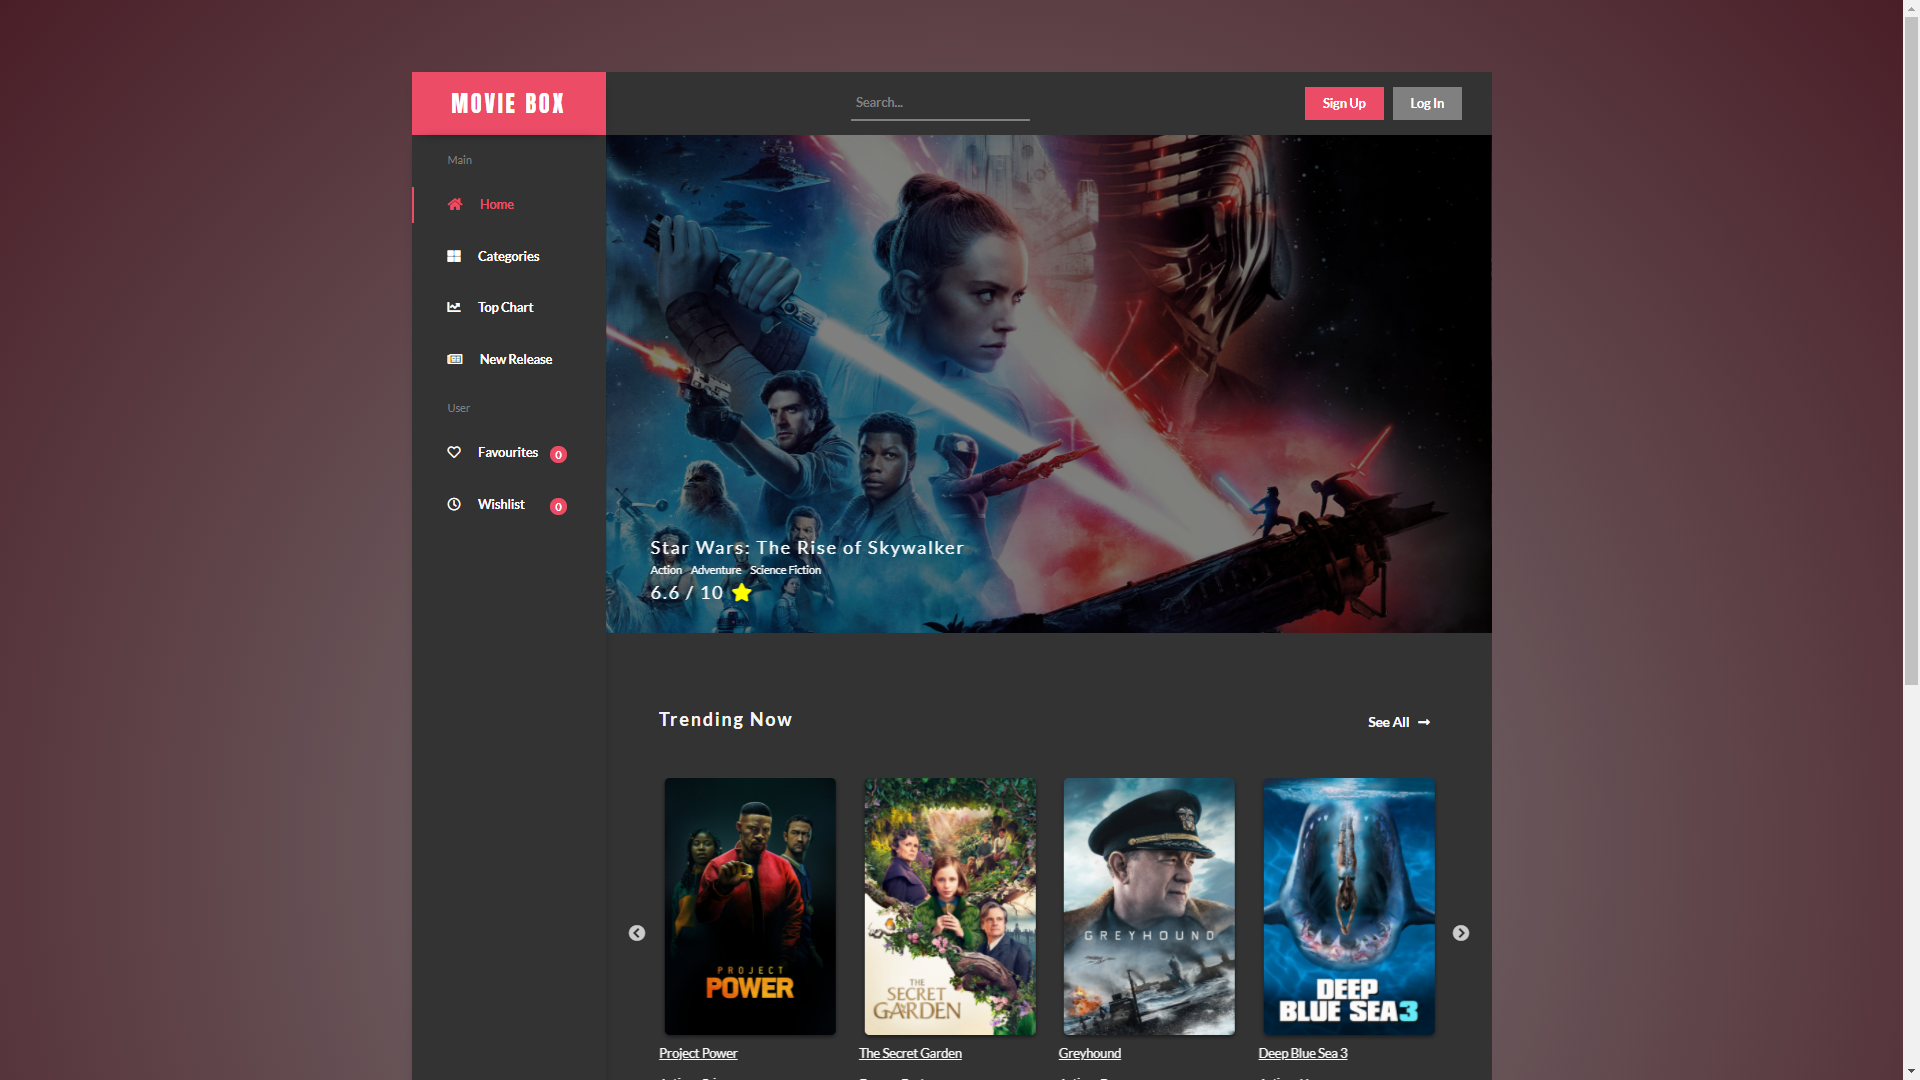 MOVIE BOX
Search...
Sign Up
Log In
Main
Home
Categories
Top Chart
New Release
User
Favourites 0
Wishlist 0
Star Wars: The Rise of Skywalker
Action Adventure Science Fiction
6.6 / 10
Trending Now
See All
PROJECT
POWER
THE
SECRET
GARDEN
GREYHOUND
DEEP
BLUE SEA 3
Project Power
The Secret Garden
Greyhound
Deep Blue Sea 3